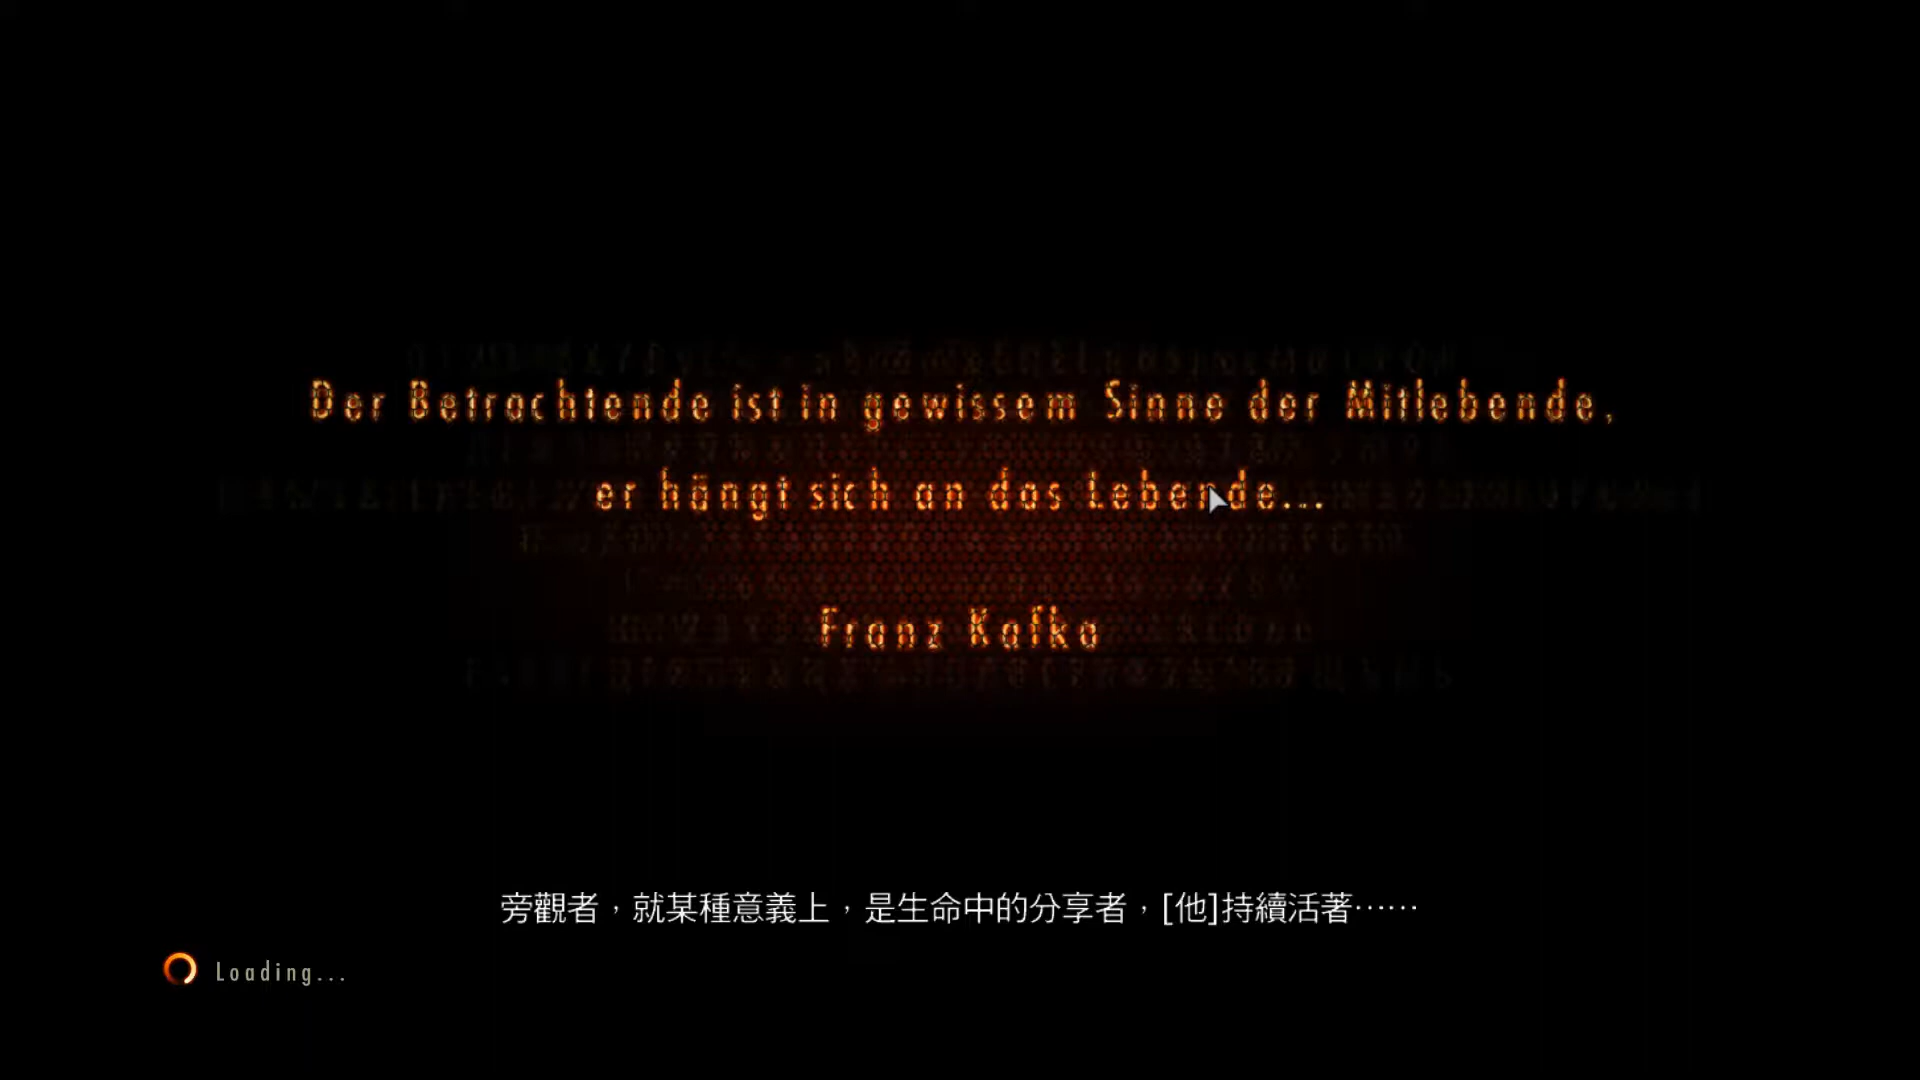 Der Betrachtende ist in gewissem Sinne der Mitlebende,
er hängt sich an das Lebende...
Franz Kafka
旁觀者，就某種意義上，是生命中的分享者，[他]持續活著……
Loading...